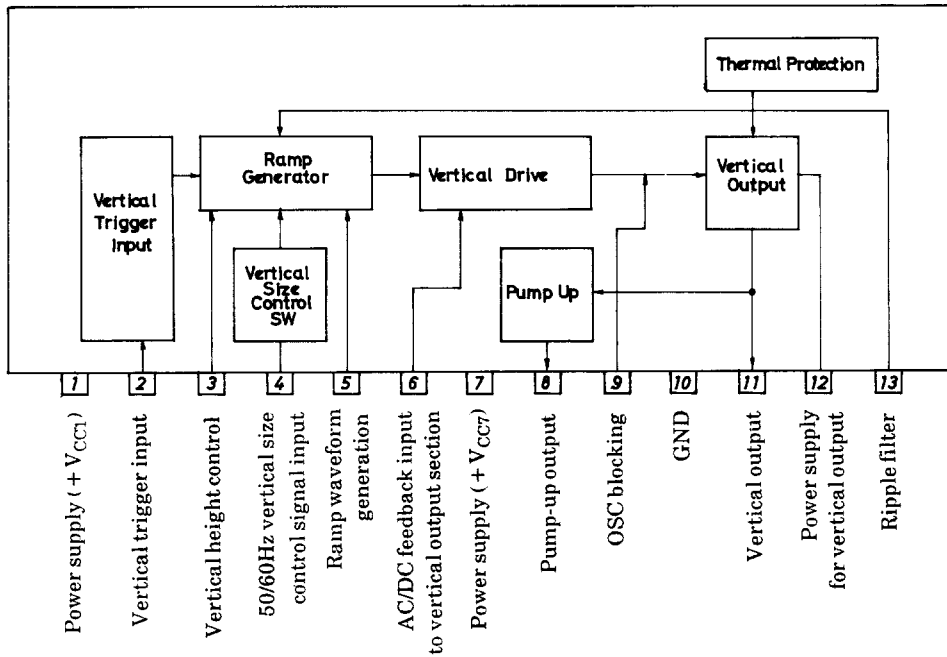 Thermal Protection
Vertical
Trigger
Input
Ramp
Generator
Vertical Drive
Vertical
Output
Vertical
Size
Control
SW
Pump Up
1
2
3
4
5
6
7
8
9
10
11
12
13
Power supply (+VCC1)
Vertical trigger input
Vertical height control
50/60Hz vertical size
control signal input
Ramp waveform
generation
AC/DC feedback input
to vertical output section
Power supply (+VCC7)
Pump-up output
OSC blocking
GND
Vertical output
Power supply
for vertical output
Ripple filter